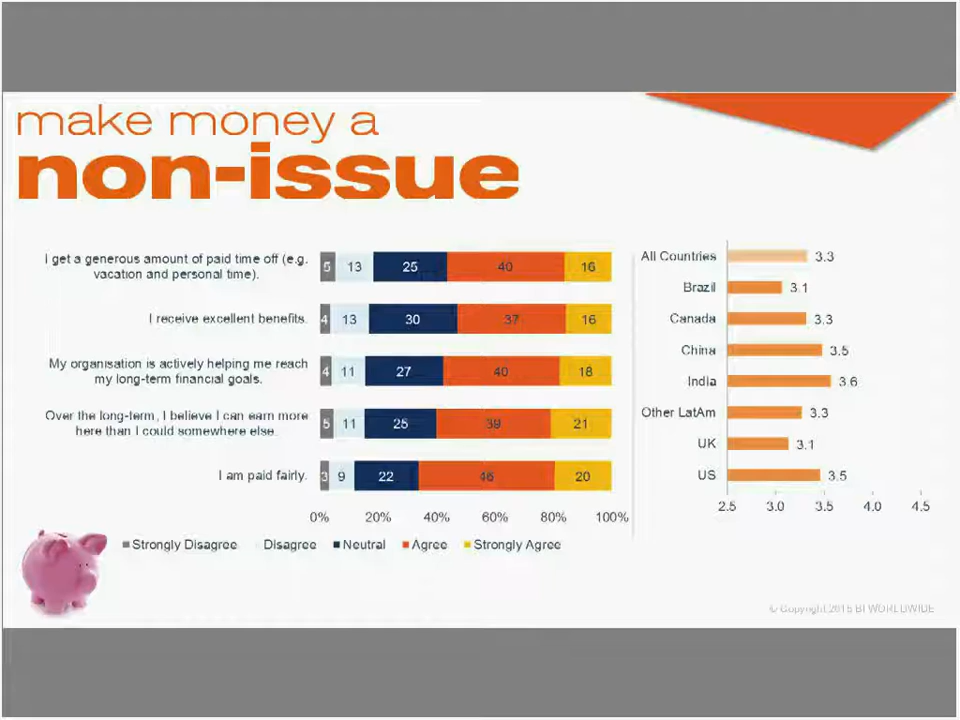 make money a
non-issue
I get a generous amount of paid time off (e.g.
vacation and personal time).
5 13 25 40 16
I receive excellent benefits.
4 13 30 37 16
My organisation is actively helping me reach
my long-term financial goals.
4 11 27 40 18
Over the long-term, I believe I can earn more
here than I could somewhere else.
5 11 25 39 21
I am paid fairly.
3 9 22 46 20
0% 20% 40% 60% 80% 100%
Strongly Disagree Disagree Neutral Agree Strongly Agree
All Countries 3.3
Brazil 3.1
Canada 3.3
China 3.5
India 3.6
Other LatAm 3.3
UK 3.1
US 3.5
2.5 3.0 3.5 4.0 4.5
© Copyright 2015 BI WORLDWIDE